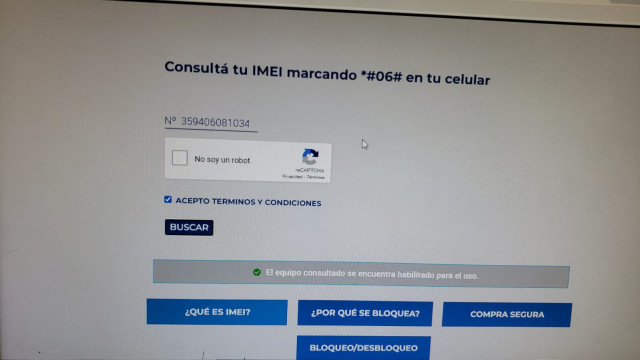 Consultá tu IMEI marcando *#06# en tu celular
Nº 359406081034
No soy un robot
reCAPTCHA
Privacidad - Términos
ACEPTO TERMINOS Y CONDICIONES
BUSCAR
El equipo consultado se encuentra habilitado para el uso.
¿QUÉ ES IMEI?
¿POR QUÉ SE BLOQUEA?
COMPRA SEGURA
BLOQUEO/DESBLOQUEO